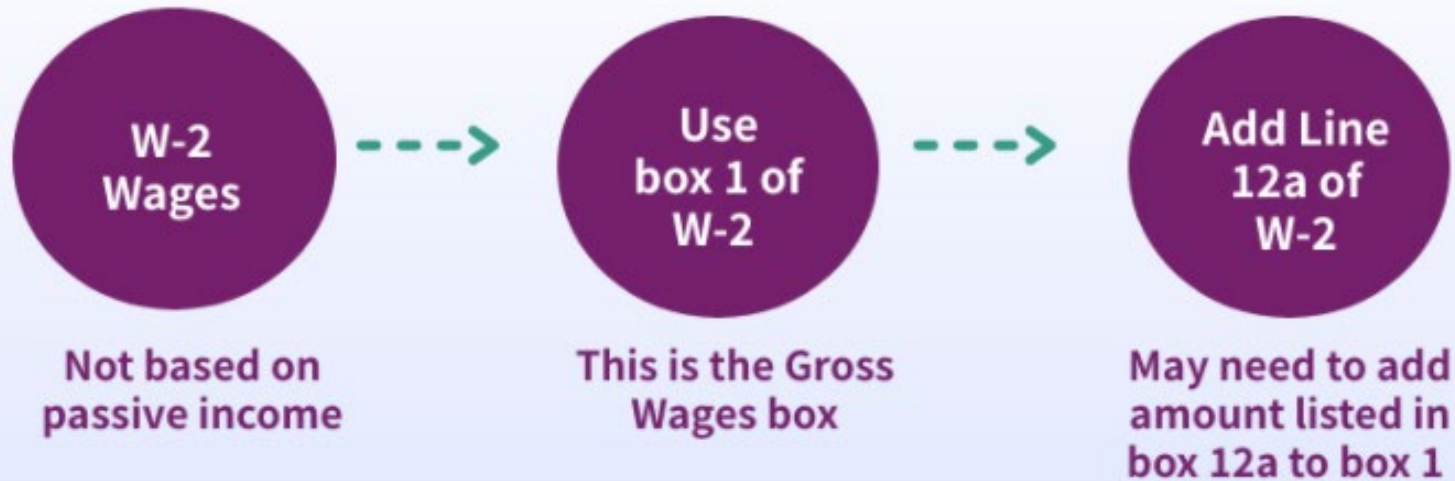 W-2
Wages
Use
box 1 of
W-2
Add Line
12a of
W-2
Not based on
passive income
This is the Gross
Wages box
May need to add
amount listed in
box 12a to box 1